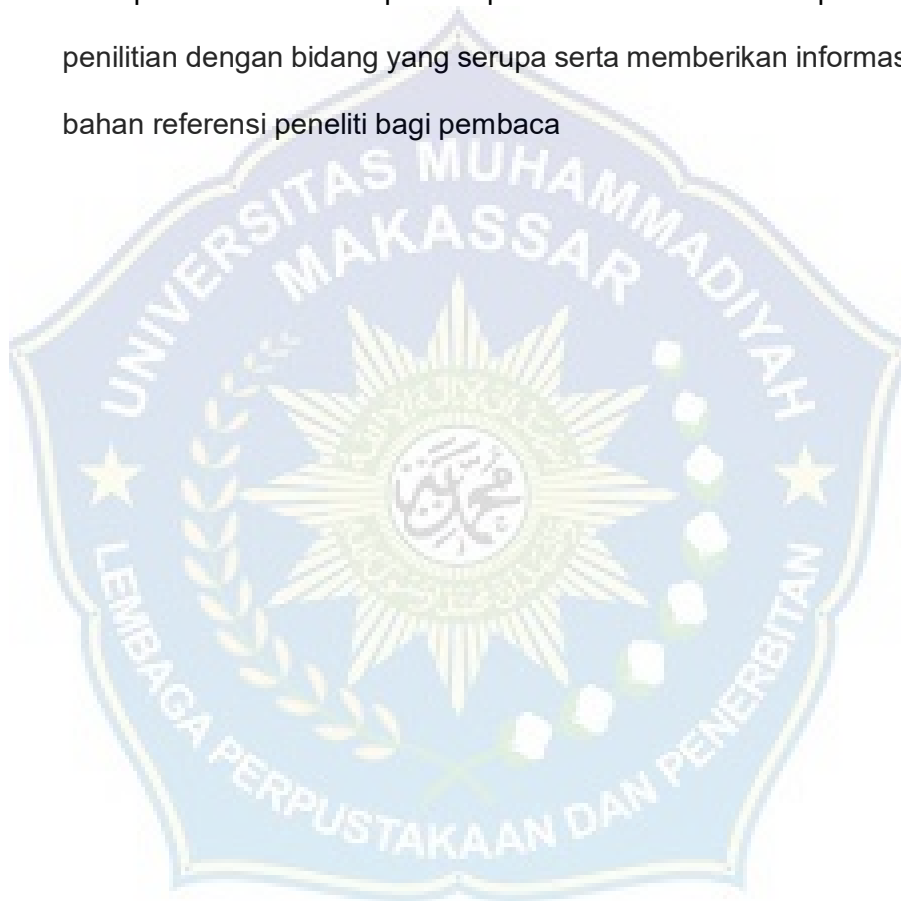 penilitian dengan bidang yang serupa serta memberikan informas
bahan referensi peneliti bagi pembaca
UNIVERSITAS MUHAMMADIYAH
MAKASSAR
LEMBAGA PERPUSTAKAAN DAN PENERBITAN